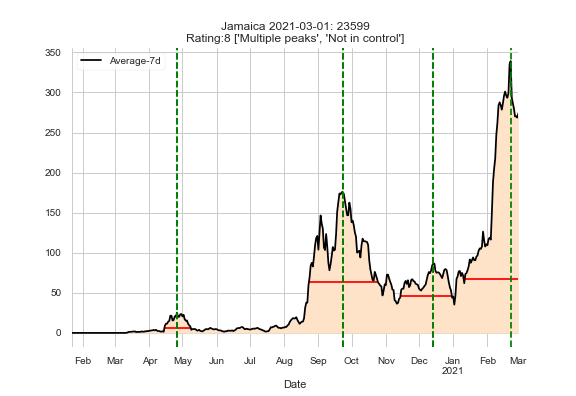 Jamaica 2021-03-01: 23599
Rating:8 ['Multiple peaks', 'Not in control']
Average-7d
350
300
250
200
150
100
50
0
Feb Mar Apr May Jun Jul Aug Sep Oct Nov Dec Jan Feb Mar
2021
Date